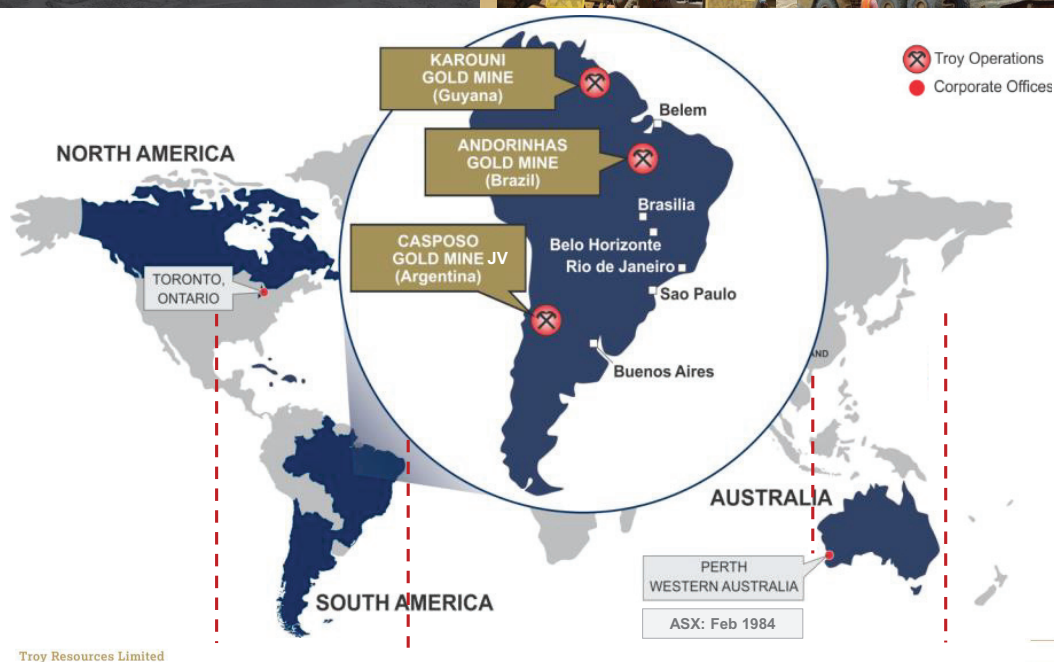 KAROUNI
GOLD MINE
(Guyana)
Troy Operations
Corporate Offices
Belem
ANDORINHAS
GOLD MINE
(Brazil)
NORTH AMERICA
Brasilia
CASPOSO
GOLD MINE JV
(Argentina)
Belo Horizonte
Rio de Janeiro
TORONTO,
ONTARIO
Sao Paulo
AND
Buenos Aires
AUSTRALIA
PERTH
WESTERN AUSTRALIA
SOUTH AMERICA
ASX: Feb 1984
Troy Resources Limited